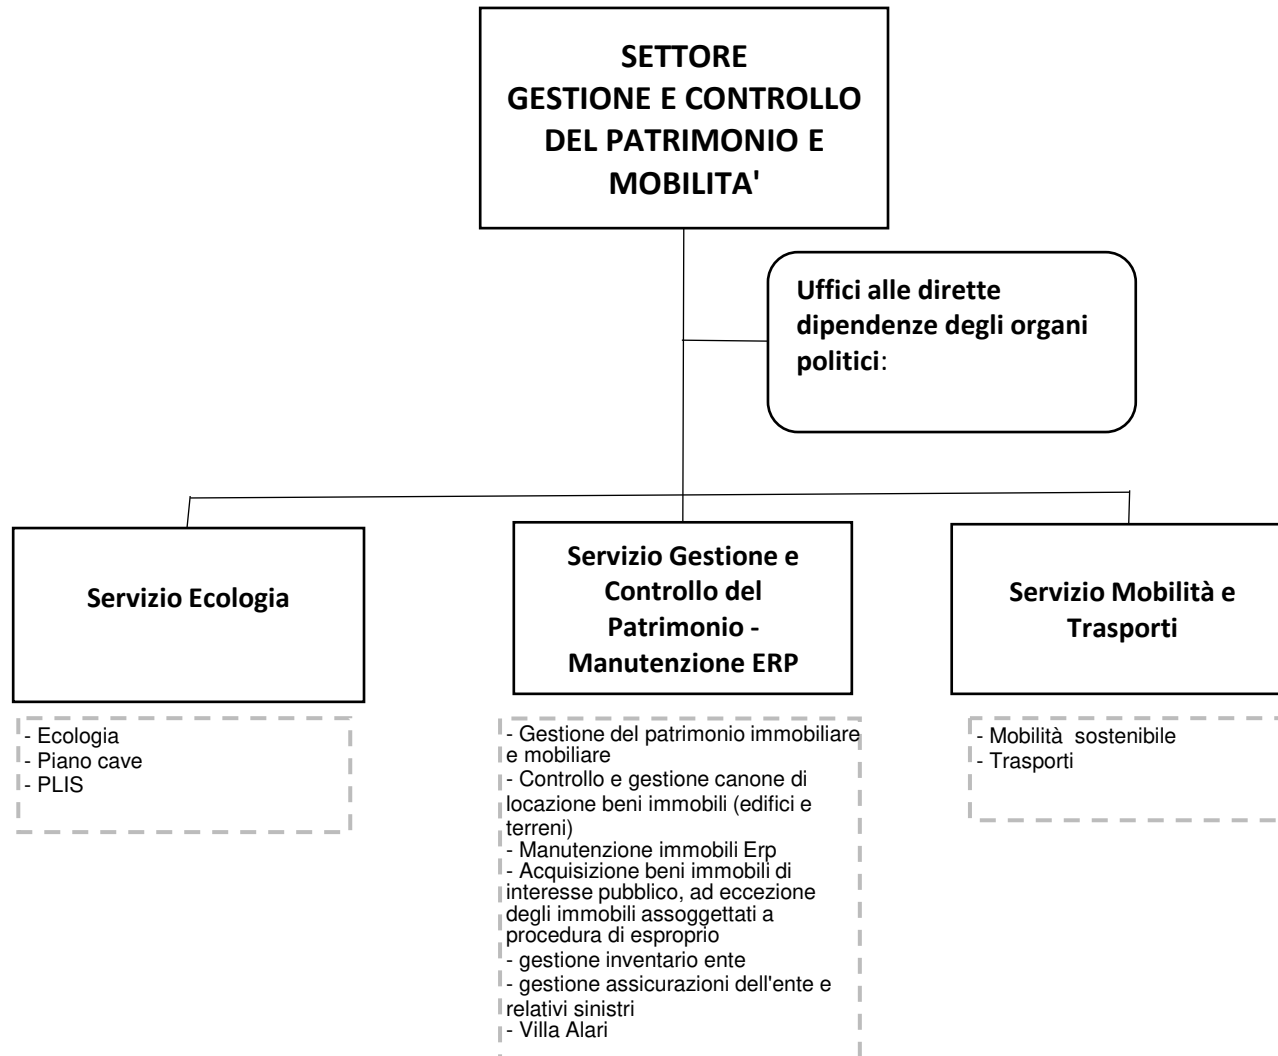 SETTORE
GESTIONE E CONTROLLO
DEL PATRIMONIO E
MOBILITA'
Uffici alle dirette
dipendenze degli organi
politici:
Servizio Ecologia
Servizio Gestione e
Controllo del
Patrimonio -
Manutenzione ERP
Servizio Mobilità e
Trasporti
- Ecologia
- Piano cave
- PLIS
- Gestione del patrimonio immobiliare
e mobiliare
- Controllo e gestione canone di
locazione beni immobili (edifici e
terreni)
- Manutenzione immobili Erp
- Acquisizione beni immobili di
interesse pubblico, ad eccezione
degli immobili assoggettati a
procedura di esproprio
- gestione inventario ente
- gestione assicurazioni dell'ente e
relativi sinistri
- Villa Alari
- Mobilità  sostenibile
- Trasporti